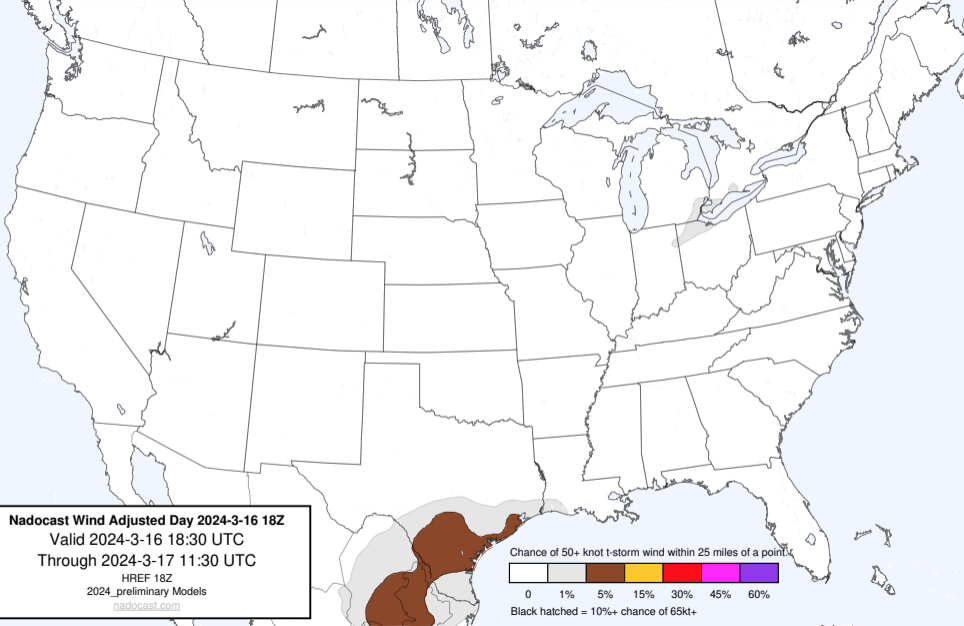 Nadocast Wind Adjusted Day 2024-3-16 18Z
Valid 2024-3-16 18:30 UTC
Through 2024-3-17 11:30 UTC
HREF 18Z
2024_preliminary Models
nadocast.com
Chance of 50+ knot t-storm wind within 25 miles of a point.
0 1% 5% 15% 30% 45% 60%
Black hatched = 10%+ chance of 65kt+